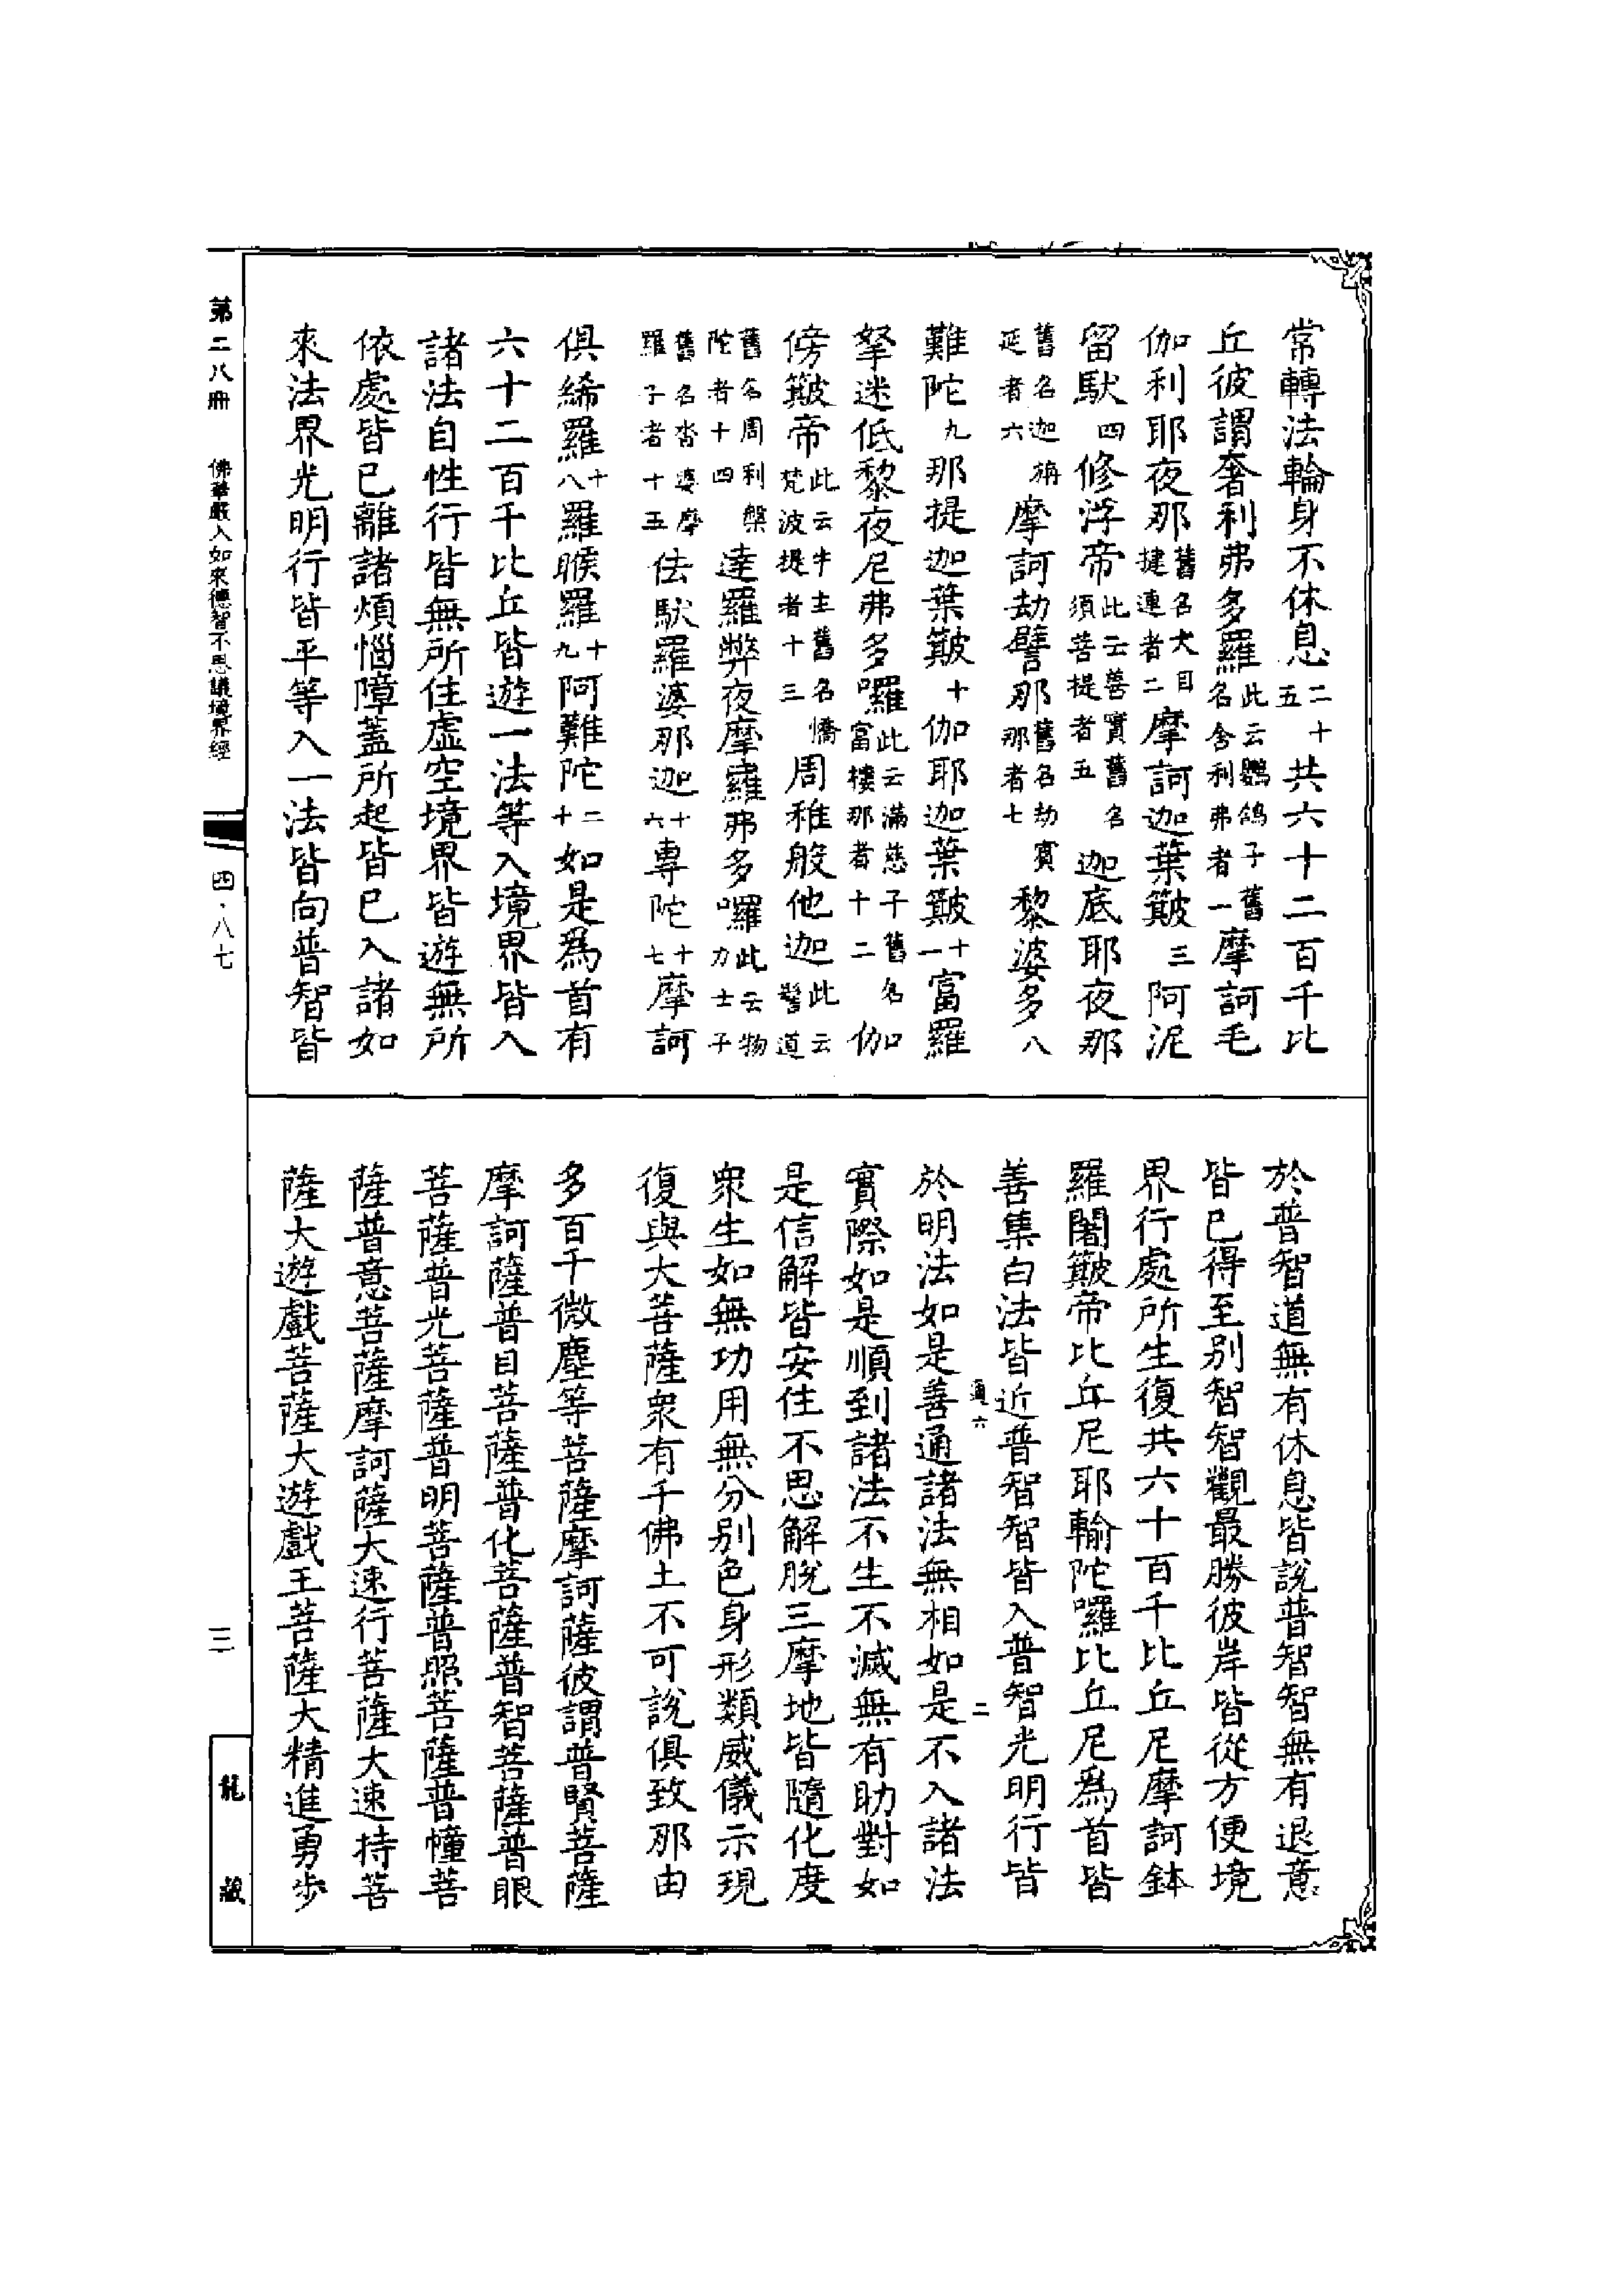 常轉法輪身不休息二十五共六十二百千比
丘彼謂奢利弗多羅此云鸜鵒子舊名舍利弗者一摩訶毛
伽利耶夜那舊名大目揵連者二摩訶迦葉簸三阿泥
留馱四修浮帝此云善實舊名須菩提者五迦底耶夜那
舊名迦旃延者六摩訶劫譬那舊名劫賓那者七黎婆多八
難陀九那提迦葉簸十伽耶迦葉簸十一富羅
拏迷低黎夜尼弗多囉此云滿慈子舊名富樓那者十二伽
傍簸帝此云牛主舊名憍梵波提者十三周稚般他迦此云髻道
舊名周利槃陀者十四達羅弊夜摩羅弗多囉此云物力士子
舊名沓婆摩羅子者十五佉馱羅婆那迦十六專陀十七摩訶
俱絺羅十八羅睺羅十九阿難陀二十如是爲首有
六十二百千比丘皆遊一法等入境界皆入
諸法自性行皆無所住虛空境界皆遊無所
依處皆已離諸煩惱障蓋所起皆已入諸如
來法界光明行皆平等入一法皆向普智皆
於普智道無有休息皆說普智智無有退意
皆已得至别智智觀最勝彼岸皆從方便境
界行處所生復共六十百千比丘尼摩訶鉢
羅闍簸帝比丘尼耶輸陀囉比丘尼爲首皆
善集白法皆近普智智皆入普智光明行皆
通六
二
於明法如是善通諸法無相如是不入諸法
實際如是順到諸法不生不滅無有助對如
是信解皆安住不思解脫三摩地皆隨化度
衆生如無功用無分別色身形類威儀示現
復與大菩薩衆有千佛土不可說俱致那由
多百千微塵等菩薩摩訶薩彼謂普賢菩薩
摩訶薩普目菩薩普化菩薩普智菩薩普眼
菩薩普光菩薩普明菩薩普照菩薩普幢菩
薩普意菩薩摩訶薩大速行菩薩大速持菩
薩大遊戲菩薩大遊戲王菩薩大精進勇步
第二八冊
佛華嚴入如來德智不思議境界經
四·八七
三
龍藏